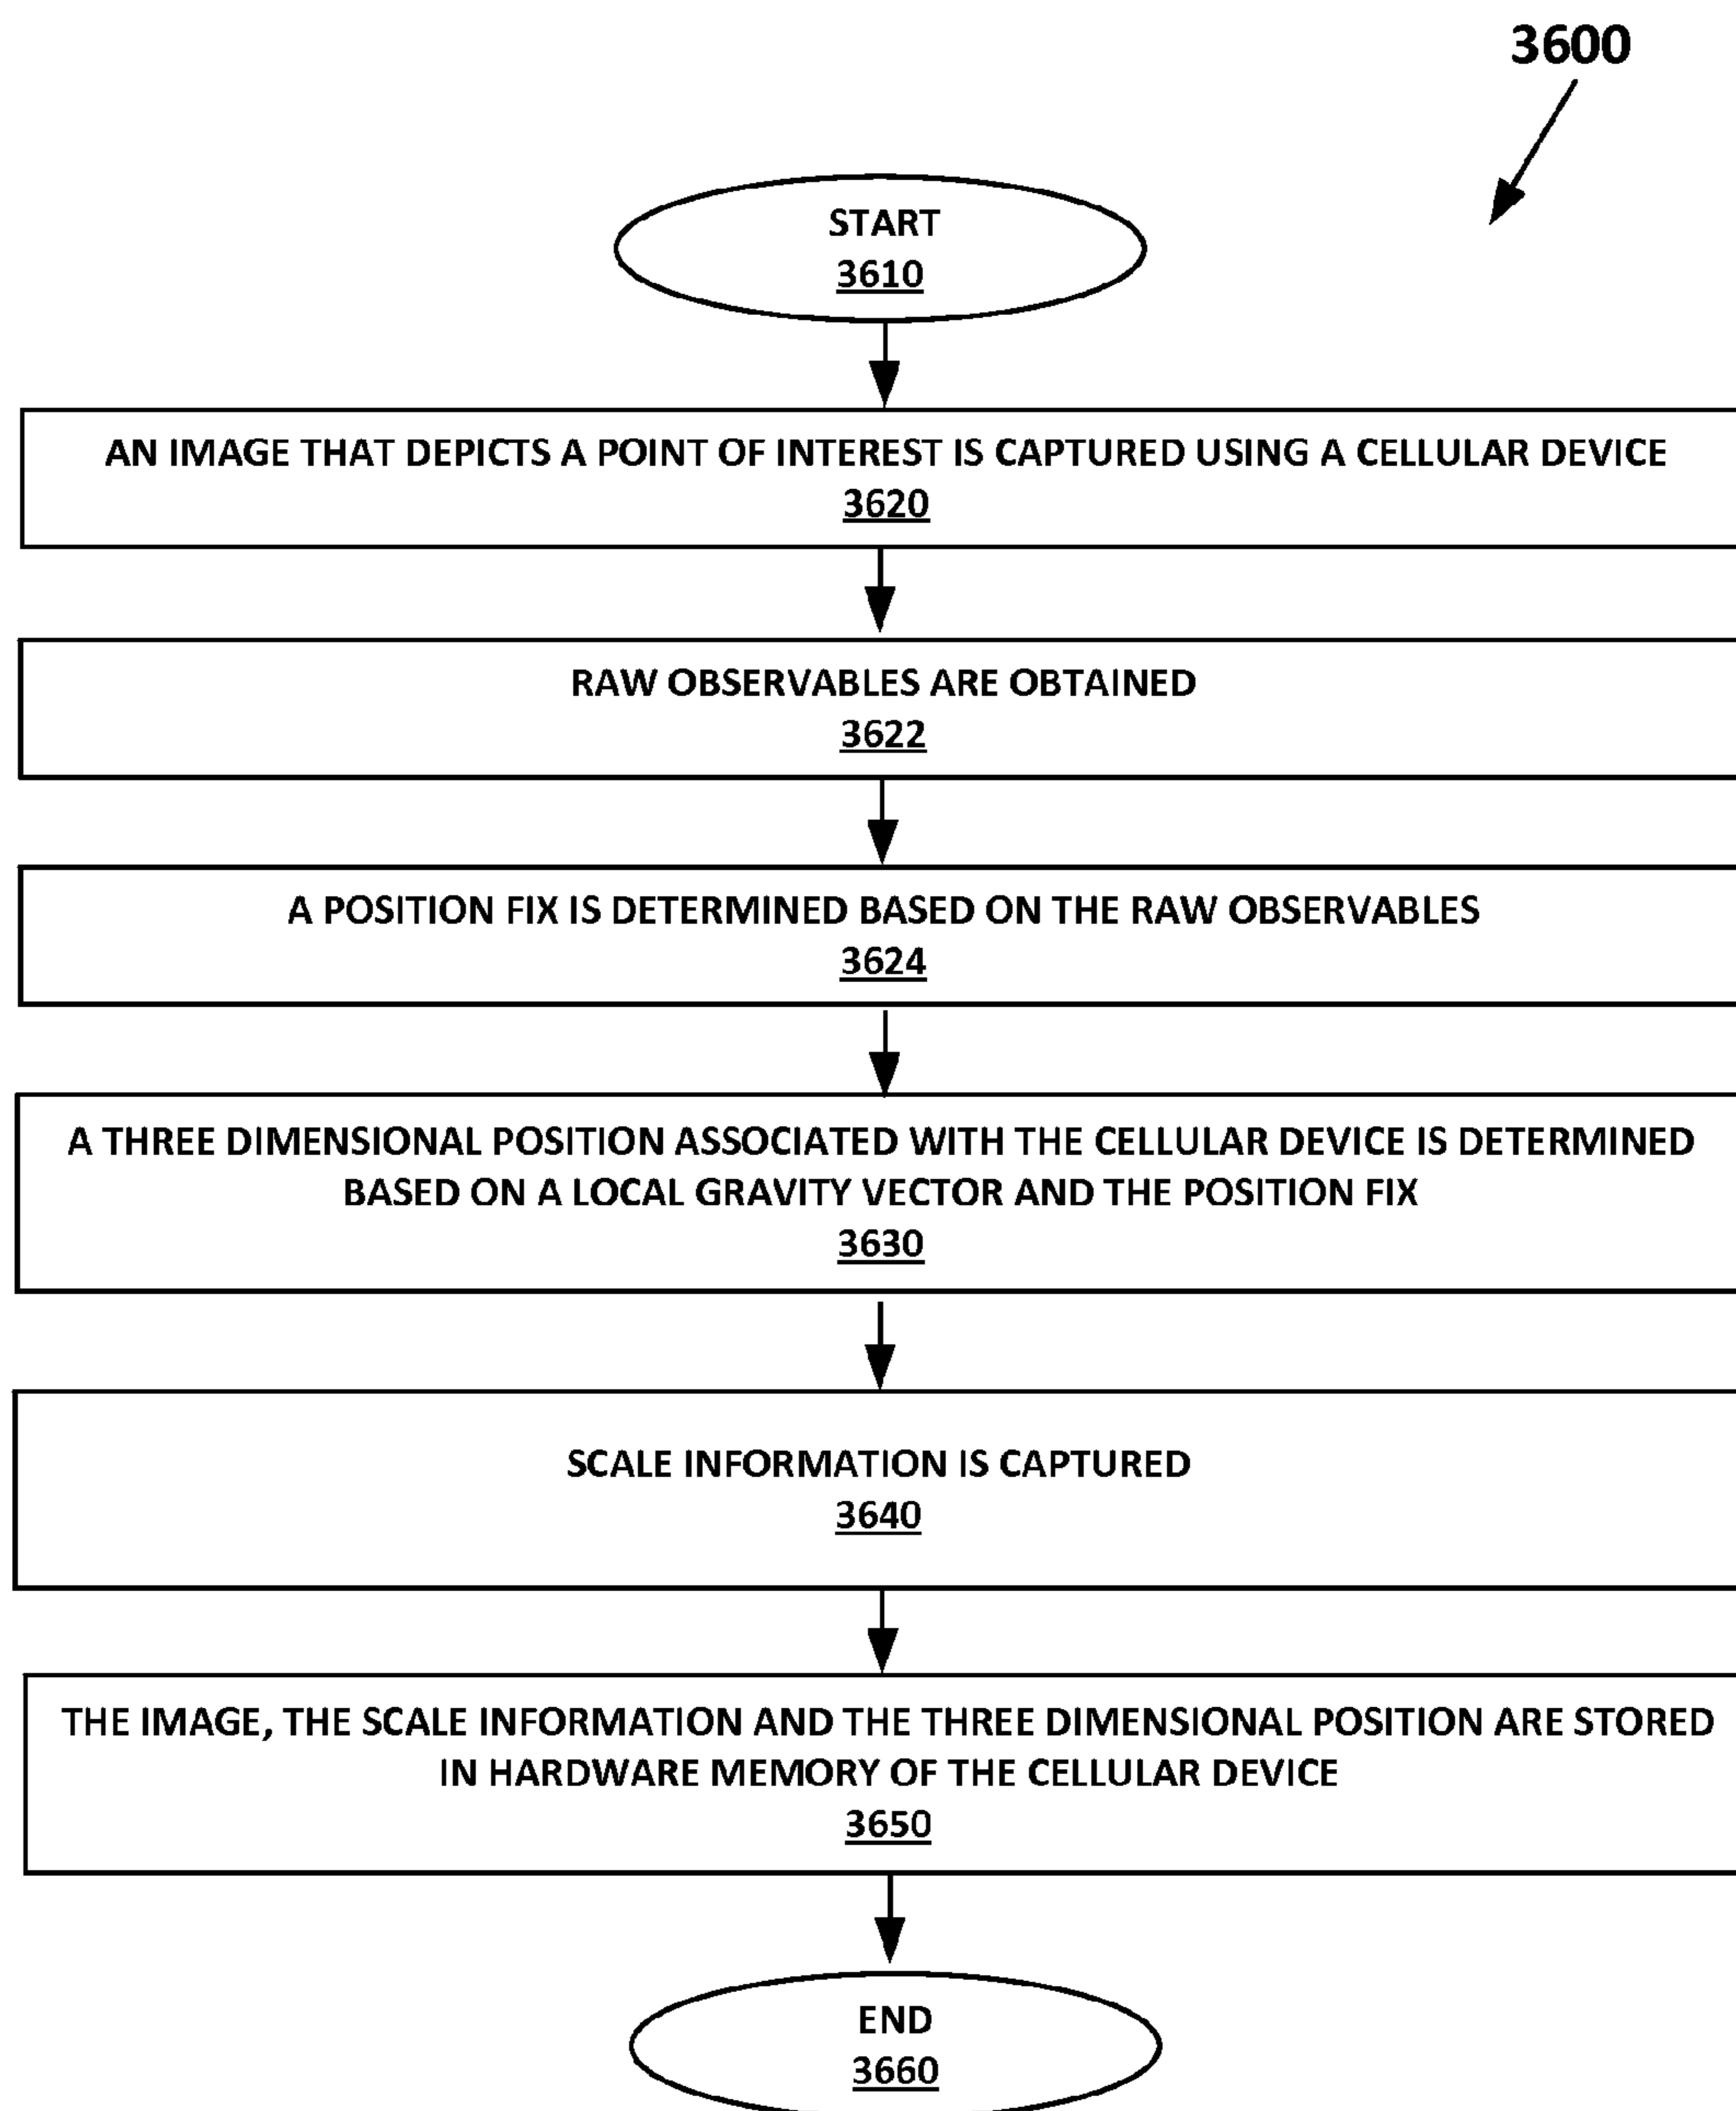 3600
START
3610
AN IMAGE THAT DEPICTS A POINT OF INTEREST IS CAPTURED USING A CELLULAR DEVICE
3620
RAW OBSERVABLES ARE OBTAINED
3622
A POSITION FIX IS DETERMINED BASED ON THE RAW OBSERVABLES
3624
A THREE DIMENSIONAL POSITION ASSOCIATED WITH THE CELLULAR DEVICE IS DETERMINED
BASED ON A LOCAL GRAVITY VECTOR AND THE POSITION FIX
3630
SCALE INFORMATION IS CAPTURED
3640
THE IMAGE, THE SCALE INFORMATION AND THE THREE DIMENSIONAL POSITION ARE STORED
IN HARDWARE MEMORY OF THE CELLULAR DEVICE
3650
END
3660